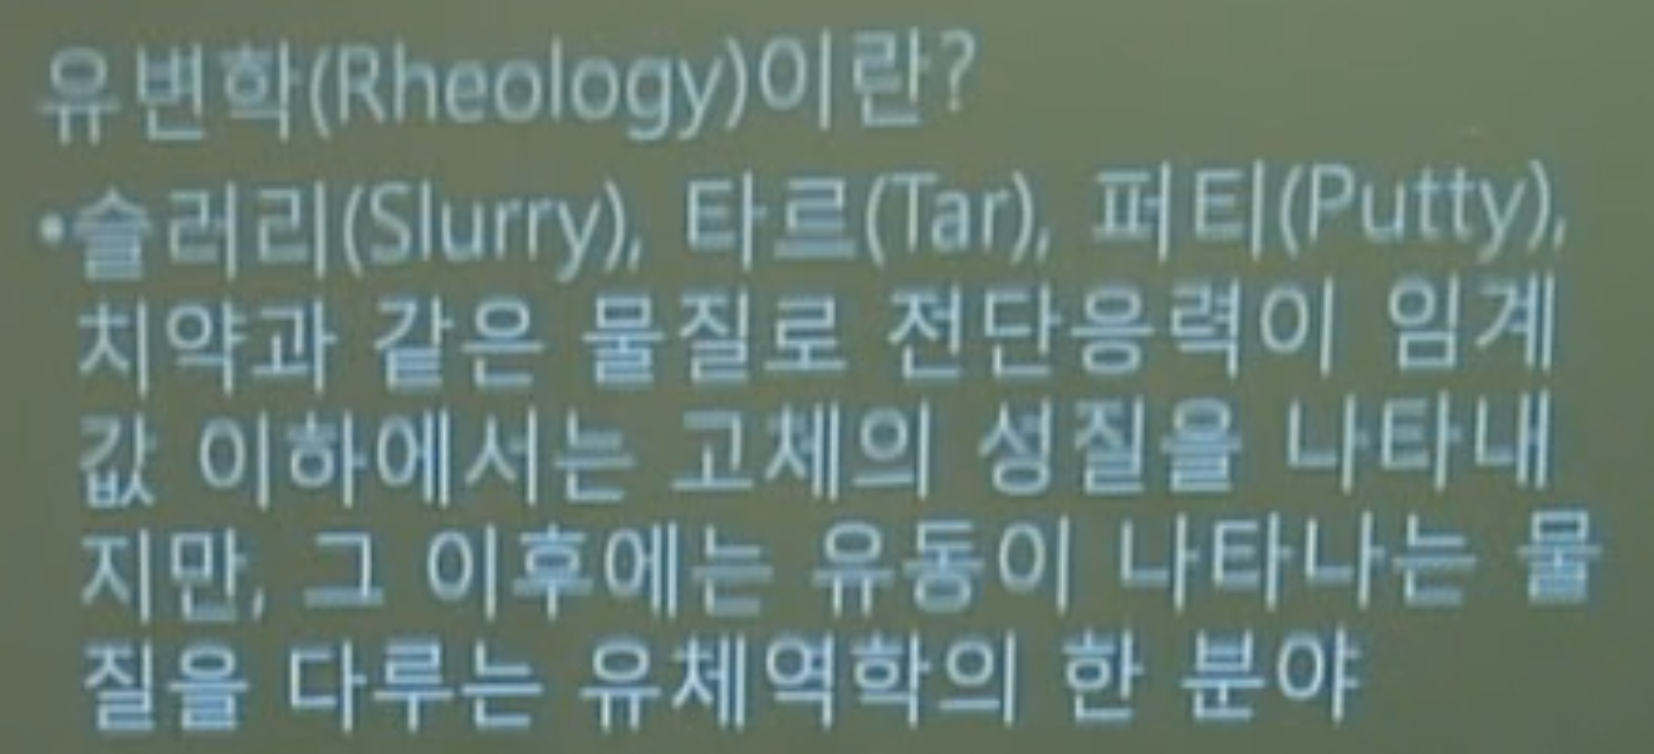 유변학(Rheology)이란?
•슬러리(Slurry), 타르(Tar), 퍼티(Putty),
치약과 같은 물질로 전단응력이 임계
값 이하에서는 고체의 성질을 나타내
지만, 그 이후에는 유동이 나타나는 물
질을 다루는 유체역학의 한 분야